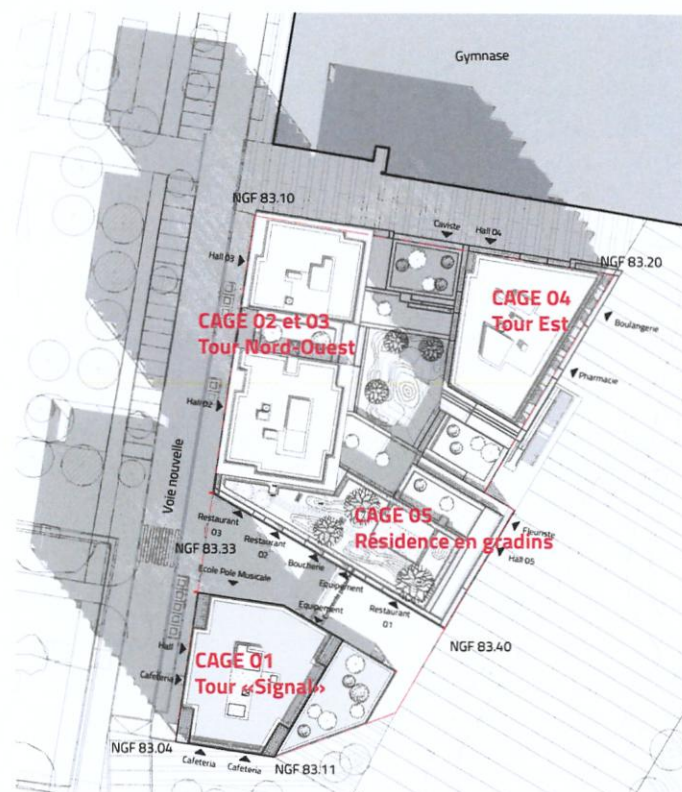 Gymnase
NGF 83.10
Caviste
Hall 04
NGF 83.20
Hall 03
CAGE 04
Tour Est
CAGE 02 et 03
Tour Nord-Ouest
Boulangerie
Pharmacie
Hall 02
Voie nouvelle
CAGE 05
Résidence en gradins
Restaurant
03
Restaurant
02
Boucherie
Equipement
Restaurant
01
Fleuriste
Hall 05
NGF 83.33
Ecole Pole Musicale
Equipement
NGF 83.40
Hall
CAGE 01
Tour «Signal»
Cafeteria
NGF 83.04
Cafeteria
Cafeteria
NGF 83.11